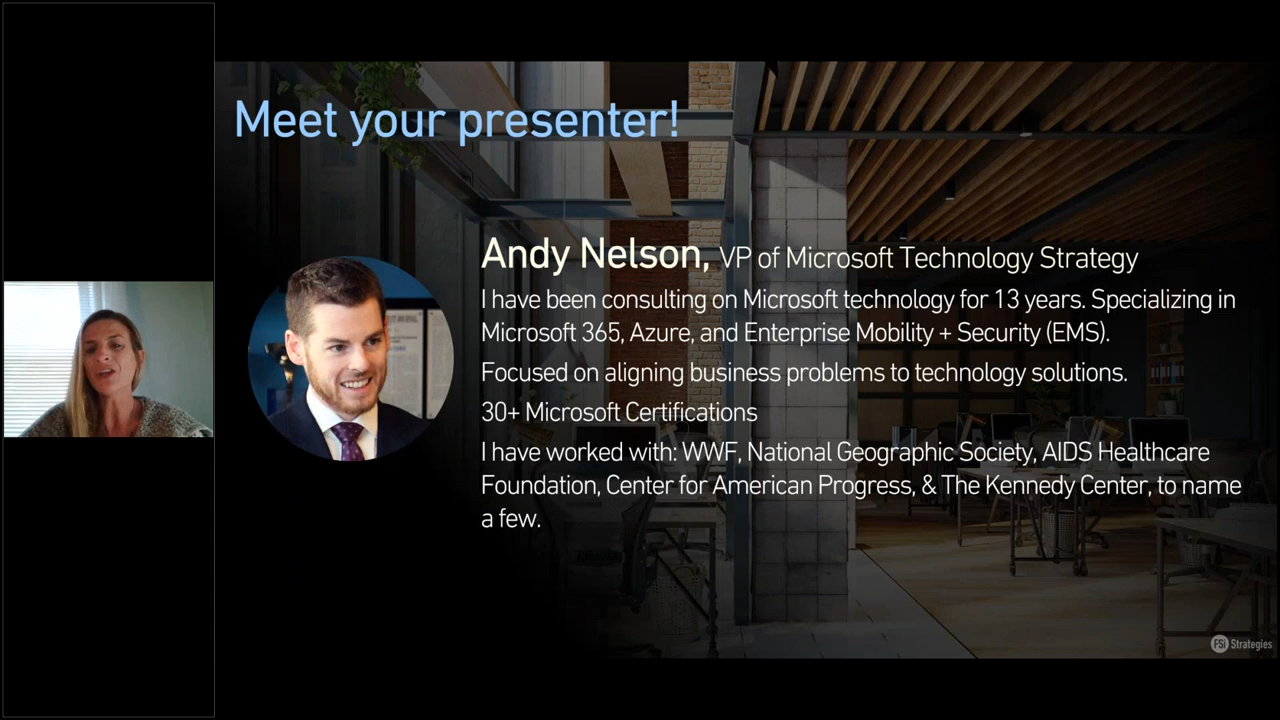 Meet your presenter!
Andy Nelson, VP of Microsoft Technology Strategy
I have been consulting on Microsoft technology for 13 years. Specializing in
Microsoft 365, Azure, and Enterprise Mobility + Security (EMS).
Focused on aligning business problems to technology solutions.
30+ Microsoft Certifications
I have worked with: WWF, National Geographic Society, AIDS Healthcare
Foundation, Center for American Progress, & The Kennedy Center, to name
a few.
FSi Strategies